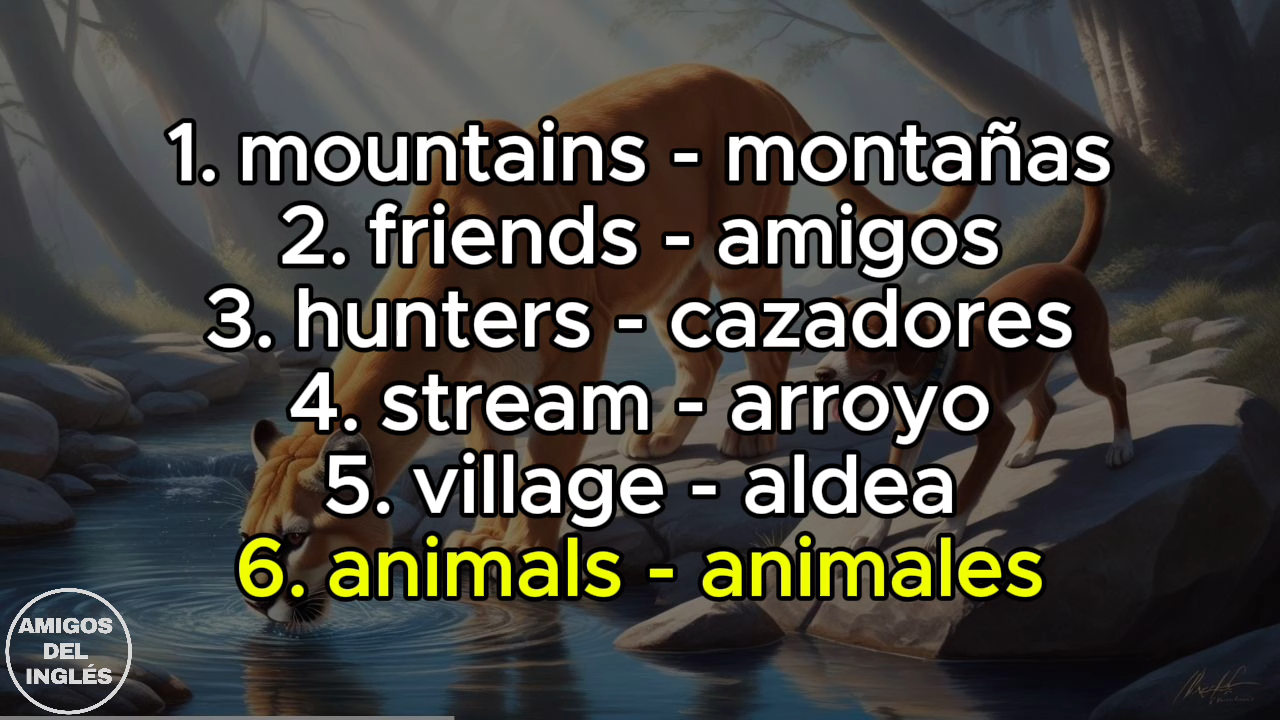 1. mountains - montañas
2. friends - amigos
3. hunters - cazadores
4. stream - arroyo
5. village - aldea
6. animals - animales
AMIGOS
DEL
INGLÉS